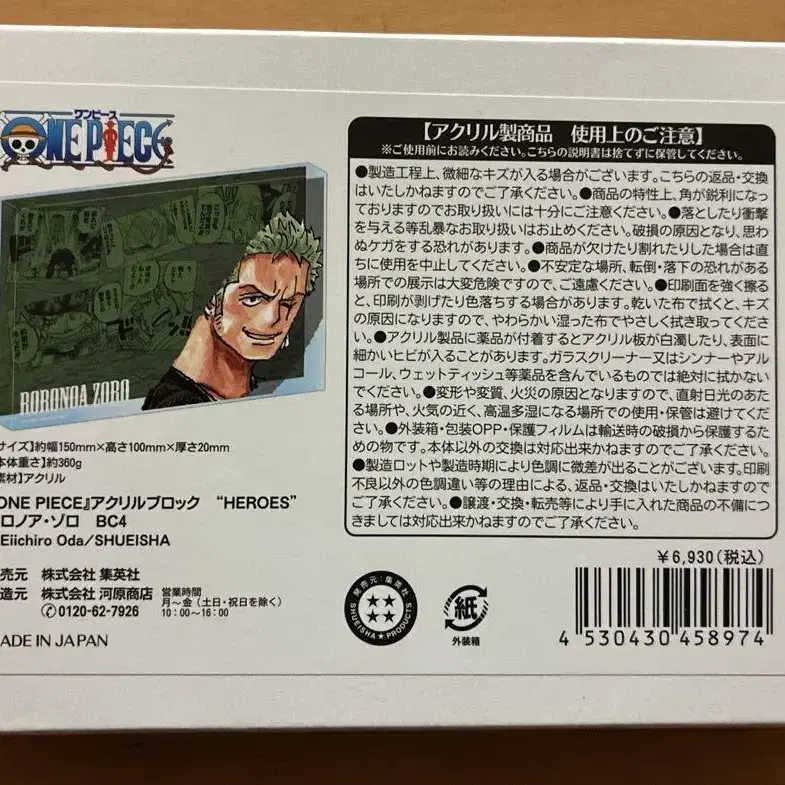 ワンピース
ONE PIECE
RORONOA ZORO
サイズ】約幅150mm×高さ100mm×厚さ20mm
本体重さ】約360g
素材】アクリル
ONE PIECE』アクリルブロック “HEROES”
ロノア・ゾロ BC4
Eiichiro Oda/SHUEISHA
売元 株式会社 集英社
造元 株式会社 河原商店
0120-62-7926
営業時間
月～金（土・日・祝日を除く）
10：00～16：00
ADE IN JAPAN
【アクリル製商品 使用上のご注意】
※ご使用前にお読みください。こちらの説明書は捨てずに保管してください。
●製造工程上、微細なキズが入る場合がございます。こちらの返品・交換
はいたしかねますのでご了承ください。●商品の特性上、角が鋭利になっ
ておりますのでお取り扱いには十分にご注意ください。●落としたり衝撃
を与える等乱暴なお取り扱いはお止めください。破損の原因となり、思わ
ぬケガをする恐れがあります。●商品が欠けたり割れたりした場合は直
ちに使用を中止してください。●不安定な場所、転倒・落下の恐れがある
場所での展示は大変危険ですので、ご遠慮ください。●印刷面を強く擦る
と、印刷が剥げたり色落ちする場合があります。乾いた布で拭くと、キズ
の原因になりますので、やわらかい湿った布でやさしく拭き取ってくださ
い。●アクリル製品に薬品が付着するとアクリル板が白濁したり、表面に
細かいヒビが入ることがあります。ガラスクリーナー又はシンナーやアル
コール、ウェットティッシュ等薬品を含んでいるものでは絶対に拭かない
でください。●変形や変質、火災の原因となりますので、直射日光のあた
る場所や、火気の近く、高温多湿になる場所での使用・保管は避けてくだ
さい。●外装箱・包装OPP・保護フィルムは輸送時の破損から保護するた
めの物です。本体以外の交換は対応出来かねますのでご了承ください。
●製造ロットや製造時期により色調に微差が出ることがございます。印刷
不良以外の色調違い等の理由による、返品・交換はいたしかねますのでご
了承ください。●譲渡・交換・転売等により手に入れた商品の不備につ
きましては対応出来かねますのでご了承ください。
￥6,930（税込）
発売元：集英社
SHUEISHA PRODUCTS
紙
外装箱
4 530430 458974